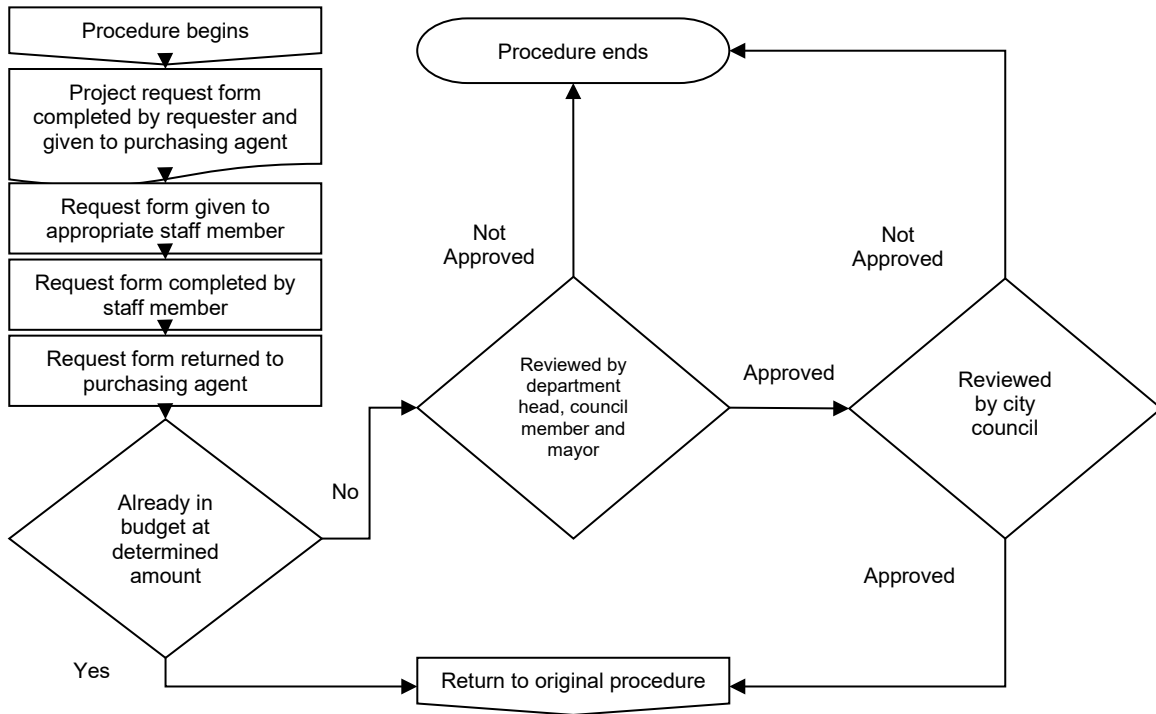 Procedure begins
Project request form
completed by requester and
given to purchasing agent
Request form given to
appropriate staff member
Request form completed by
staff member
Request form returned to
purchasing agent
Already in
budget at
determined
amount
No
Yes
Procedure ends
Not
Approved
Reviewed by
department
head, council
member and
mayor
Approved
Not
Approved
Reviewed
by city
council
Approved
Return to original procedure